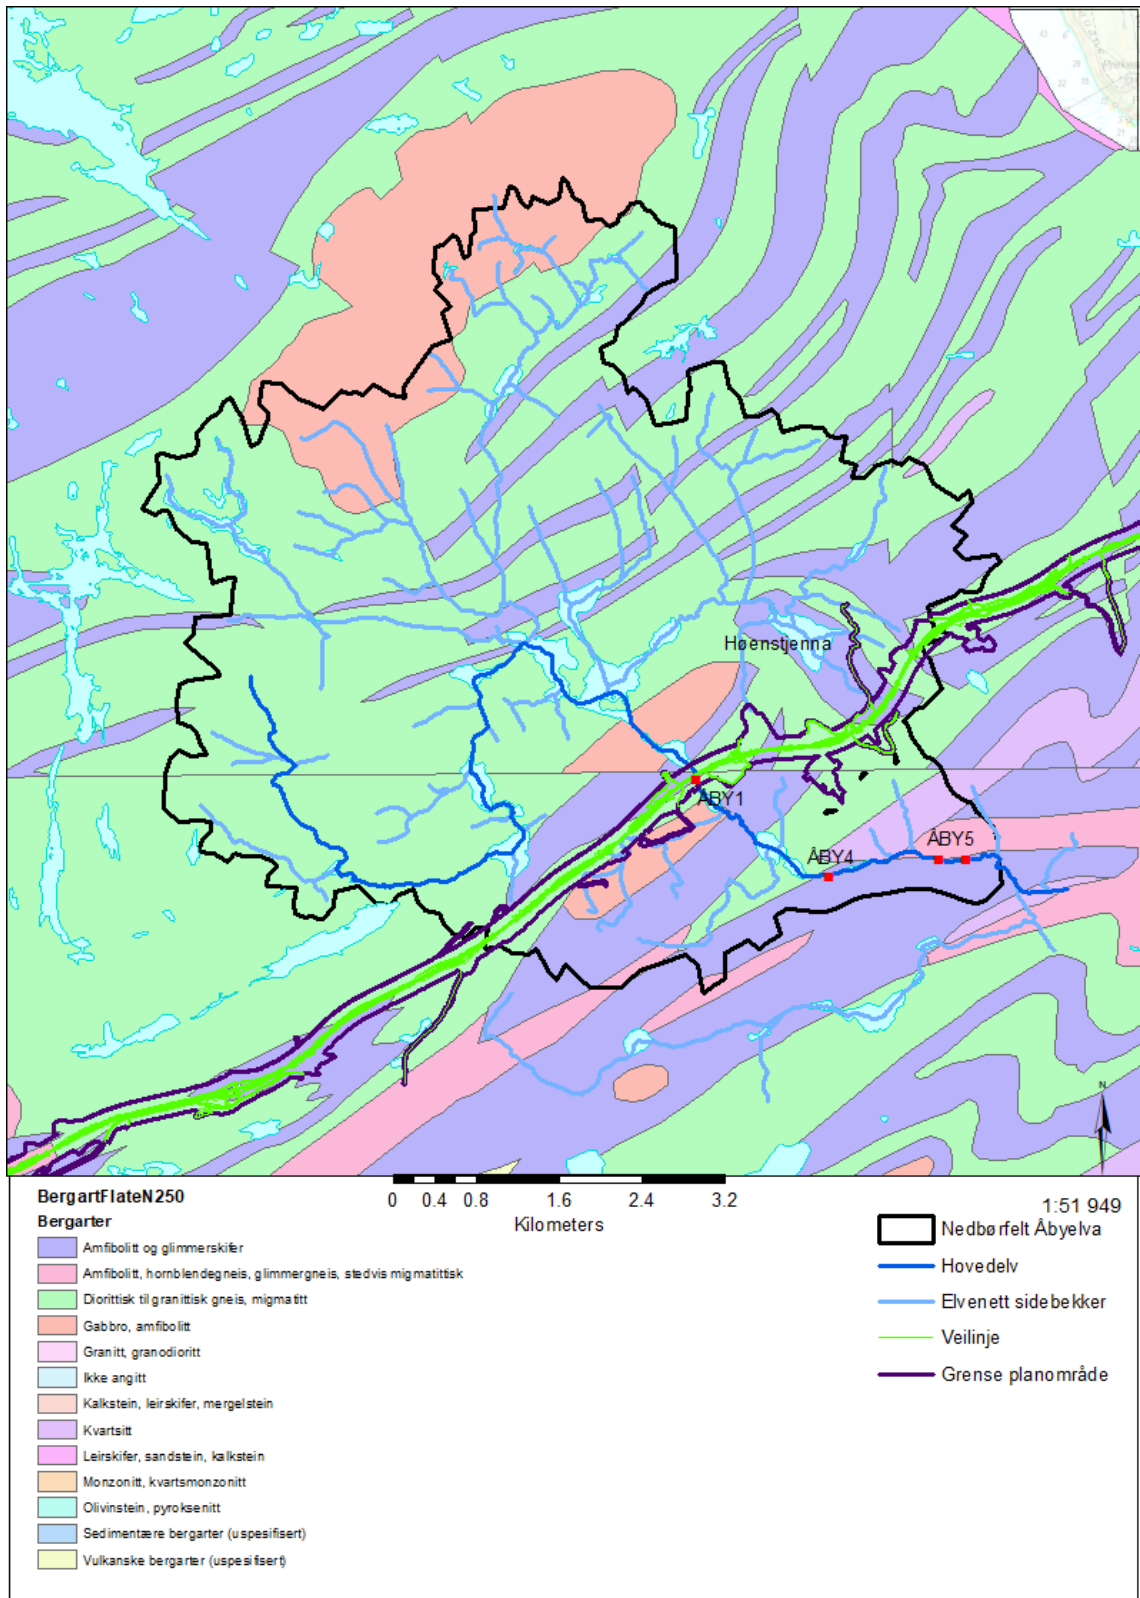 Høenstjenna
ÅBY1
ÅBY4
ÅBY5
N
BergartFlateN250
Bergarter
Amfibolitt og glimmerskifer
Amfibolitt, hornblendegneis, glimmergneis, stedvis migmatittisk
Diorittisk til granittisk gneis, migmatitt
Gabbro, amfibolitt
Granitt, granodioritt
Ikke angitt
Kalkstein, leirskifer, mergelstein
Kvartsitt
Leirskifer, sandstein, kalkstein
Monzonitt, kvartsmonzonitt
Olivinstein, pyroksenitt
Sedimentære bergarter (uspesifisert)
Vulkanske bergarter (uspesifisert)
0 0.4 0.8 1.6 2.4 3.2
Kilometers
1:51 949
Nedbørfelt Åbyelva
Hovedelv
Elvenett sidebekker
Veilinje
Grense planområde